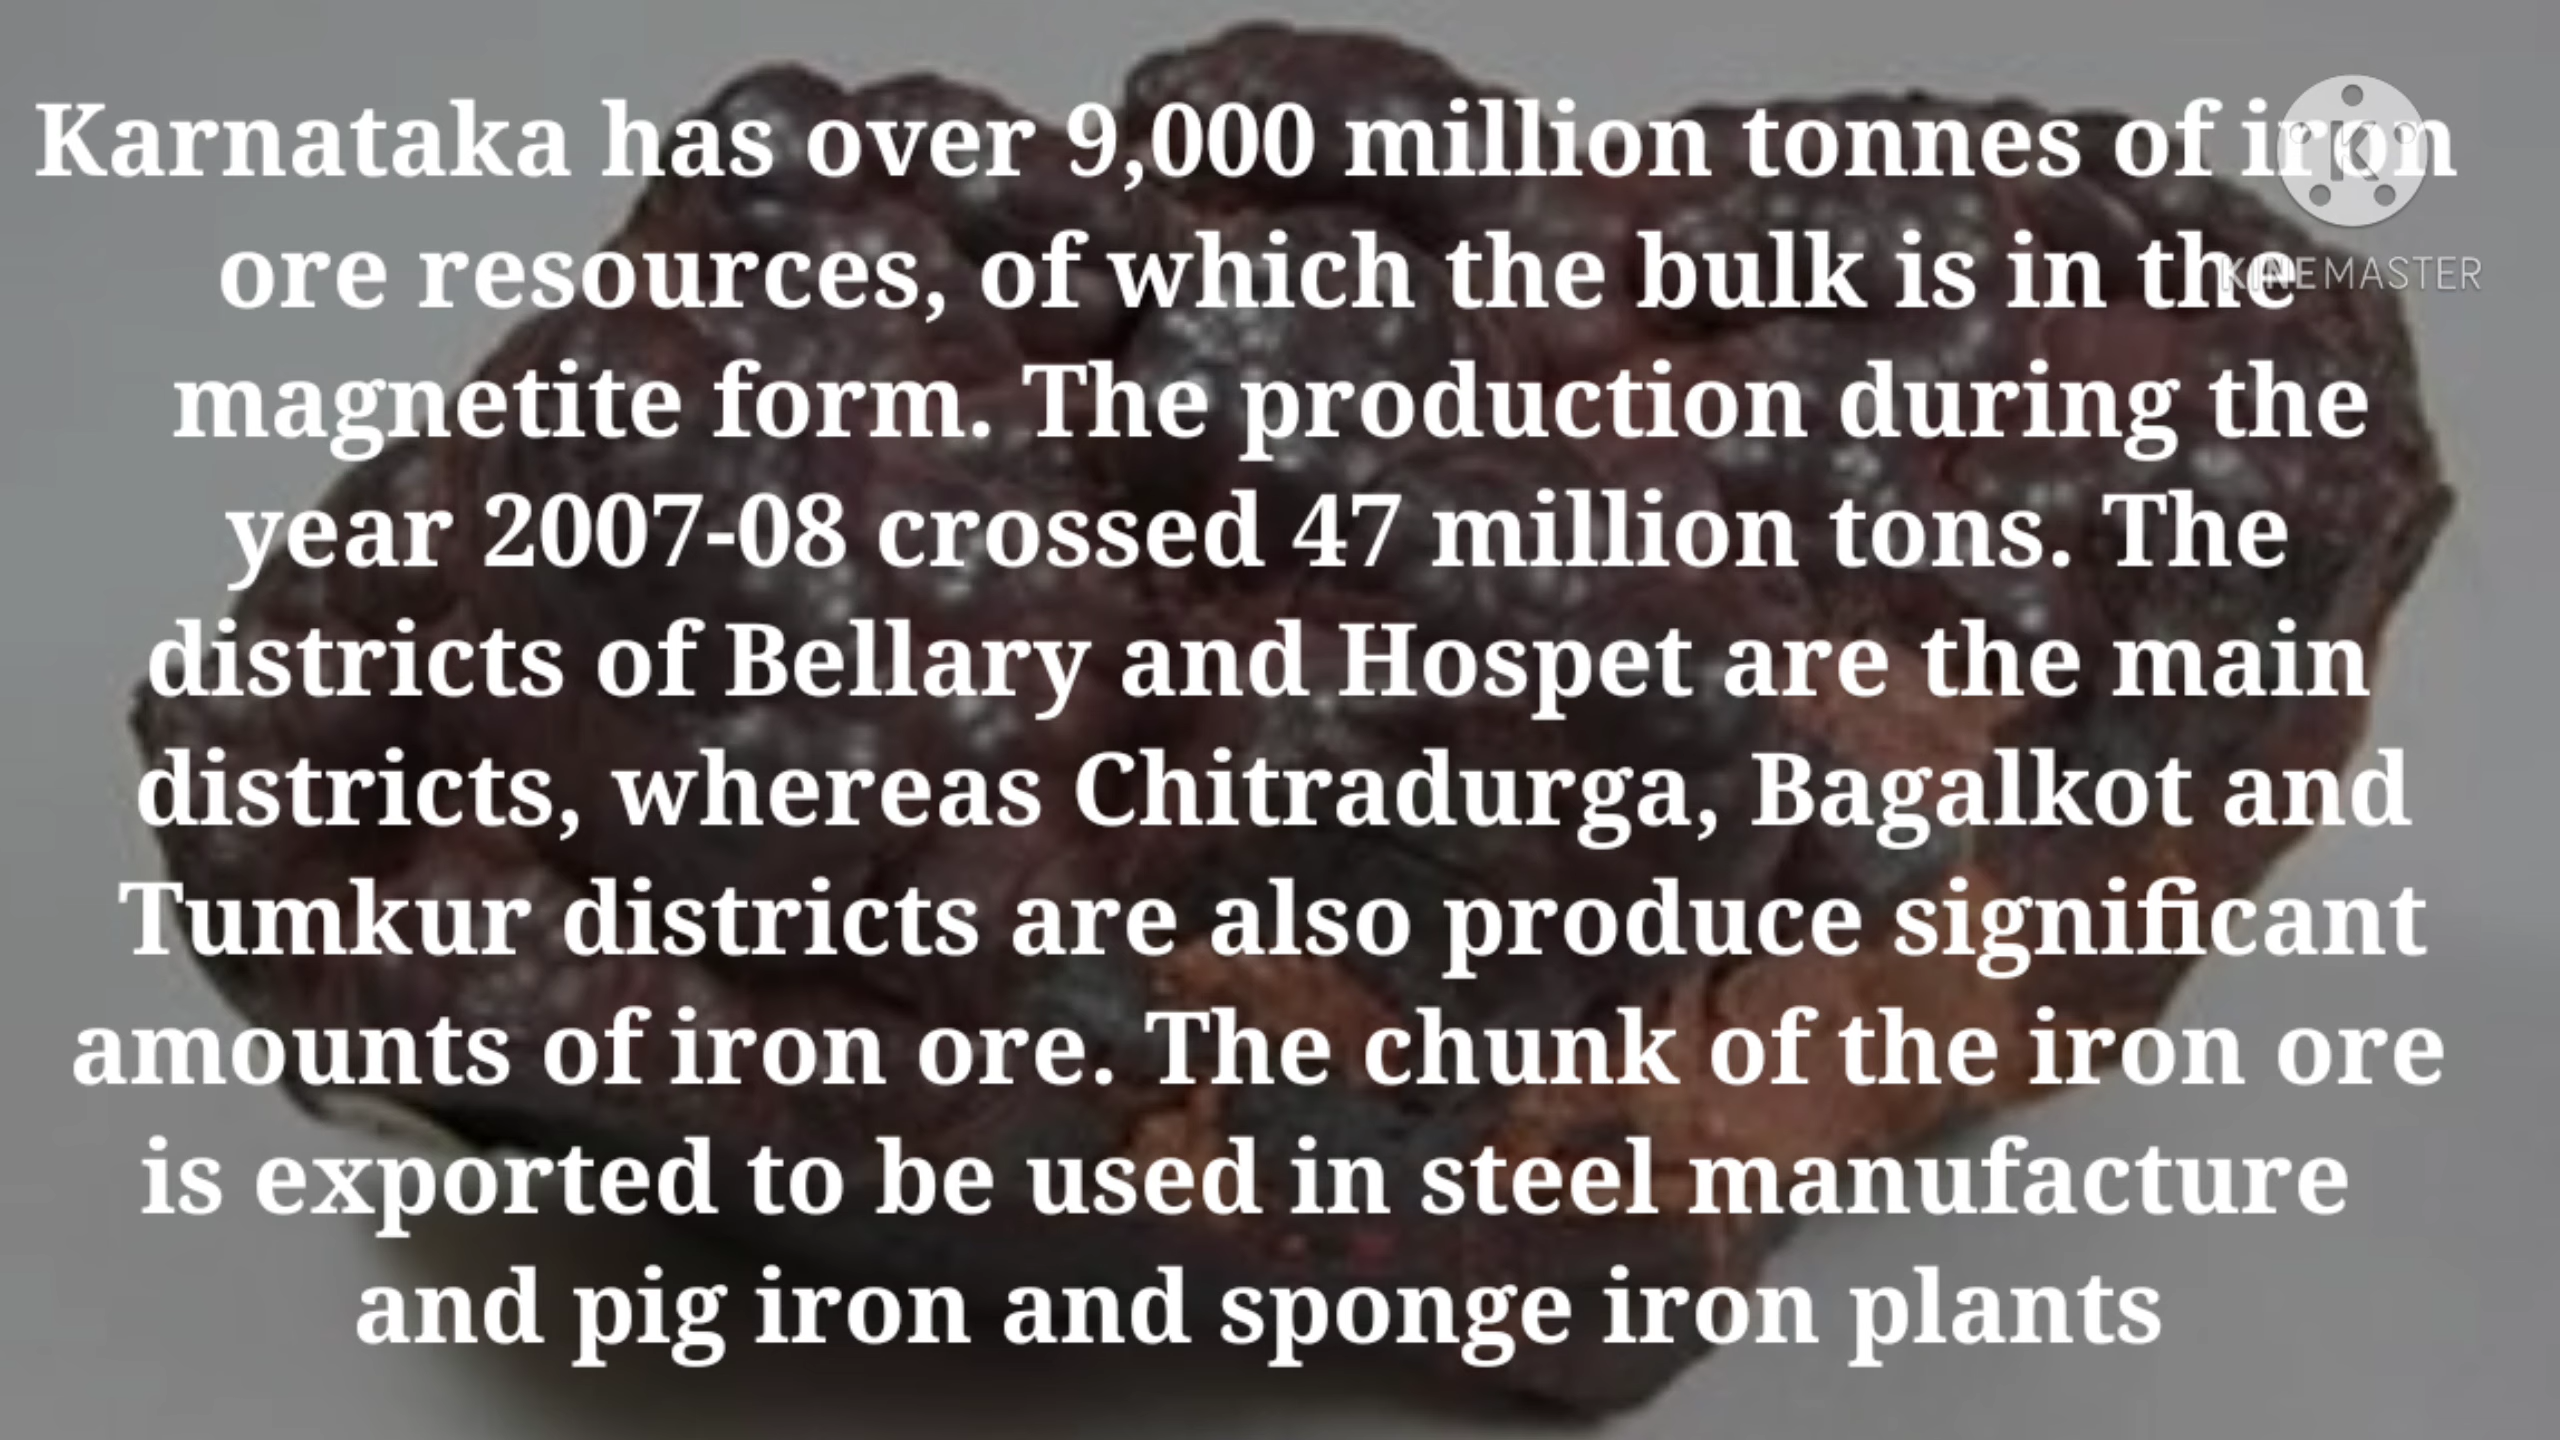 Karnataka has over 9,000 million tonnes of iron
ore resources, of which the bulk is in the
magnetite form. The production during the
year 2007-08 crossed 47 million tons. The
districts of Bellary and Hospet are the main
districts, whereas Chitradurga, Bagalkot and
Tumkur districts are also produce significant
amounts of iron ore. The chunk of the iron ore
is exported to be used in steel manufacture
and pig iron and sponge iron plants
K
KINEMASTER